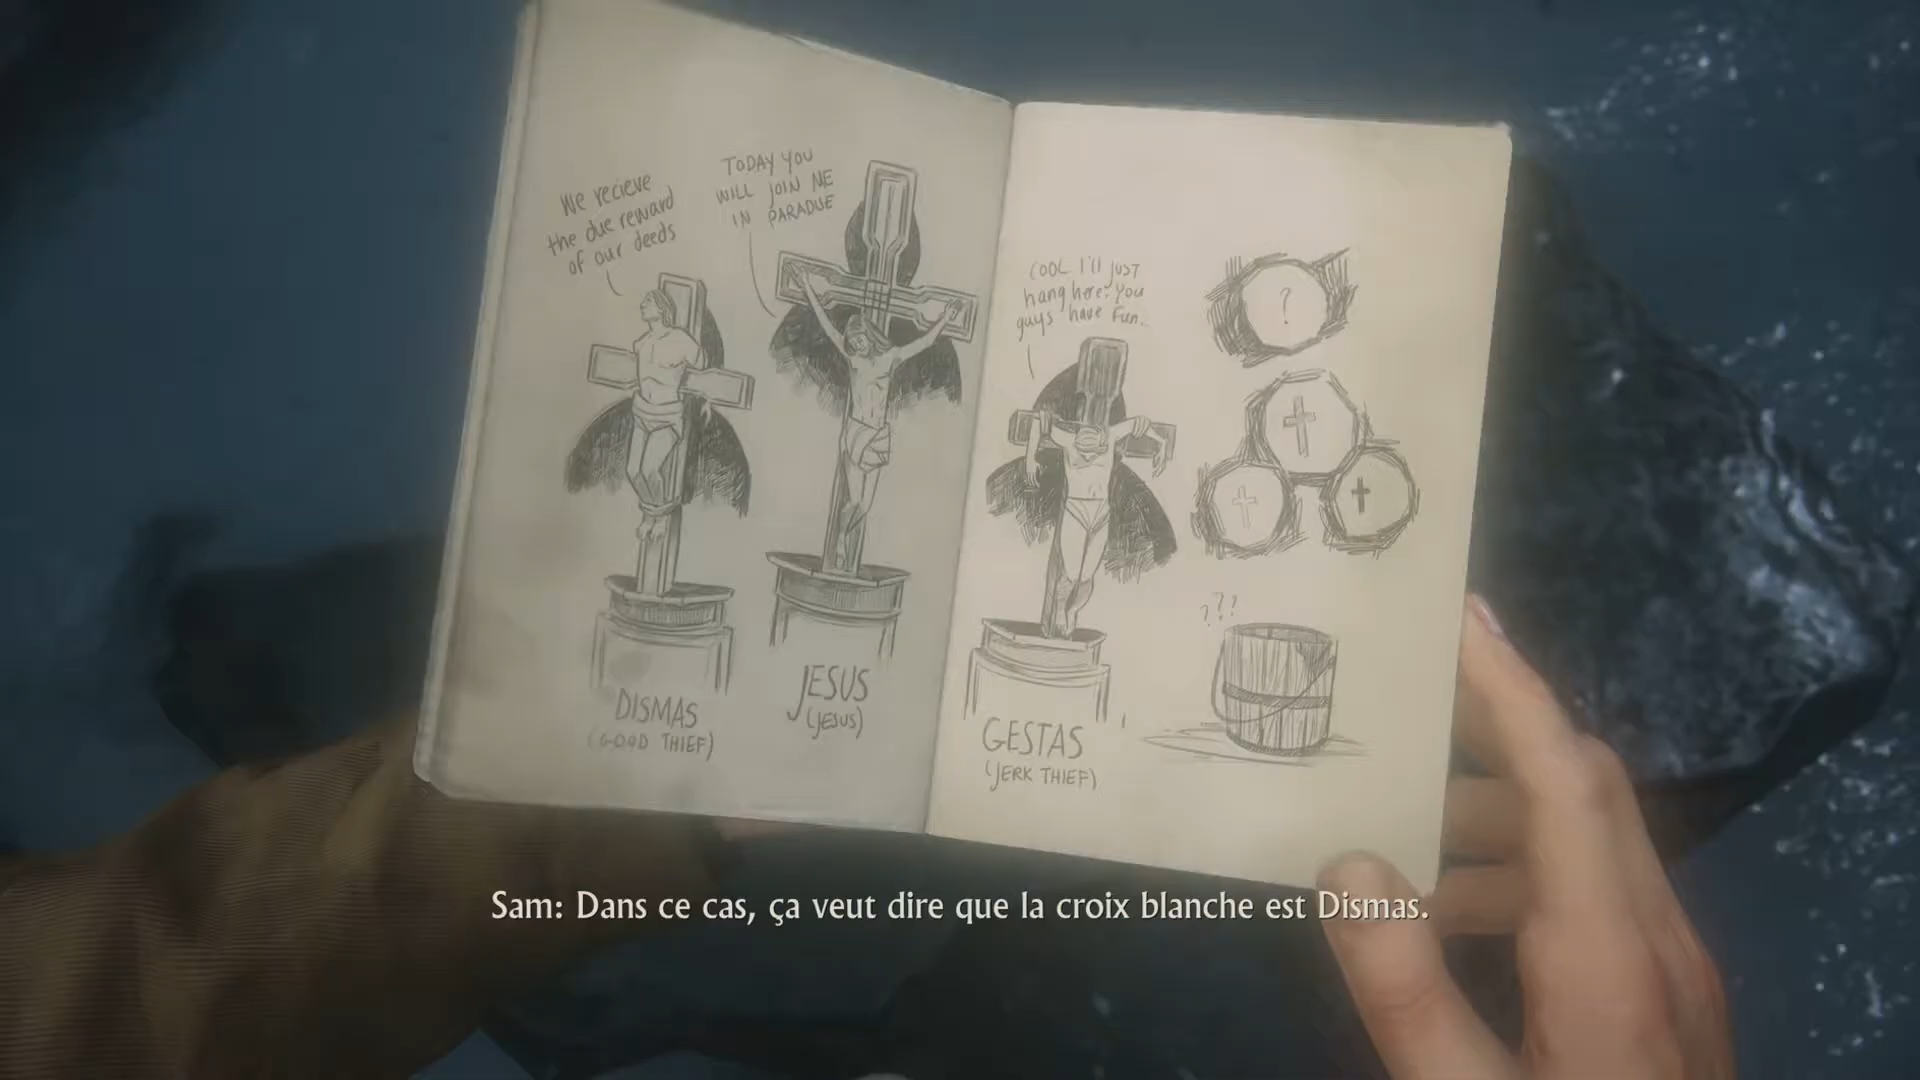 We recieve
the due reward
of our deeds
TODAY YOU
WILL JOIN ME
IN PARADISE
COOL I'll just
hang here. You
guys have fun..
?
DISMAS
(GOOD THIEF)
JESUS
(JESUS)
GESTAS
(JERK THIEF)
???
Sam: Dans ce cas, ça veut dire que la croix blanche est Dismas.